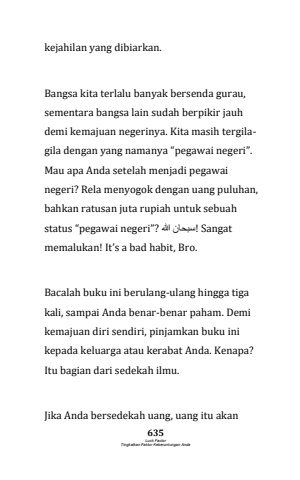 kejahilan yang dibiarkan.
Bangsa kita terlalu banyak bersenda gurau,
sementara bangsa lain sudah berpikir jauh
demi kemajuan negerinya. Kita masih tergila-
gila dengan yang namanya “pegawai negeri”.
Mau apa Anda setelah menjadi pegawai
negeri? Rela menyogok dengan uang puluhan,
bahkan ratusan juta rupiah untuk sebuah
status “pegawai negeri”? سبحان الله! Sangat
memalukan! It’s a bad habit, Bro.
Bacalah buku ini berulang-ulang hingga tiga
kali, sampai Anda benar-benar paham. Demi
kemajuan diri sendiri, pinjamkan buku ini
kepada keluarga atau kerabat Anda. Kenapa?
Itu bagian dari sedekah ilmu.
Jika Anda bersedekah uang, uang itu akan
635
Luck Factor
Tingkatkan Faktor Keberuntungan Anda